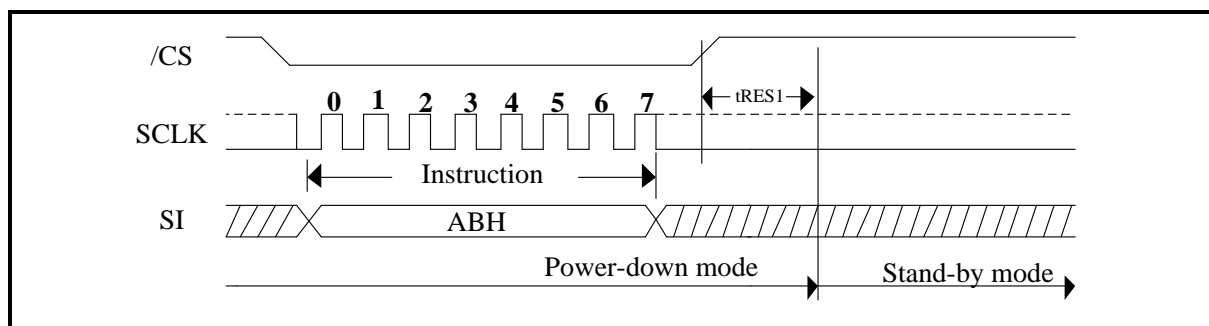 /CS
tRES1
0 1 2 3 4 5 6 7
SCLK
Instruction
SI
ABH
Power-down mode
Stand-by mode